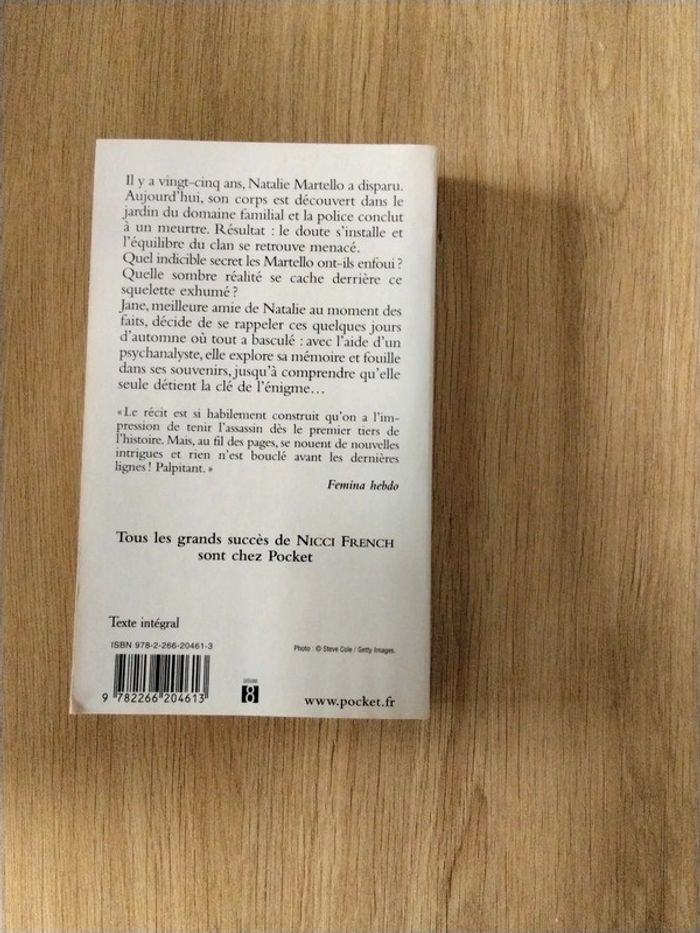 Il y a vingt-cinq ans, Natalie Martello a disparu.
Aujourd'hui, son corps est découvert dans le
jardin du domaine familial et la police conclut
à un meurtre. Résultat : le doute s'installe et
l'équilibre du clan se retrouve menacé.
Quel indicible secret les Martello ont-ils enfoui ?
Quelle sombre réalité se cache derrière ce
squelette exhumé ?
Jane, meilleure amie de Natalie au moment des
faits, décide de se rappeler ces quelques jours
d'automne où tout a basculé : avec l'aide d'un
psychanalyste, elle explore sa mémoire et fouille
dans ses souvenirs, jusqu'à comprendre qu'elle
seule détient la clé de l'énigme…
« Le récit est si habilement construit qu'on a l'im-
pression de tenir l'assassin dès le premier tiers de
l'histoire. Mais, au fil des pages, se nouent de nouvelles
intrigues et rien n'est bouclé avant les dernières
lignes ! Palpitant. »
Femina hebdo
Tous les grands succès de NICCI FRENCH
sont chez Pocket
Texte intégral
ISBN 978-2-266-20461-3
Photo : © Steve Cole / Getty Images.
9 782266 204613
8
www.pocket.fr